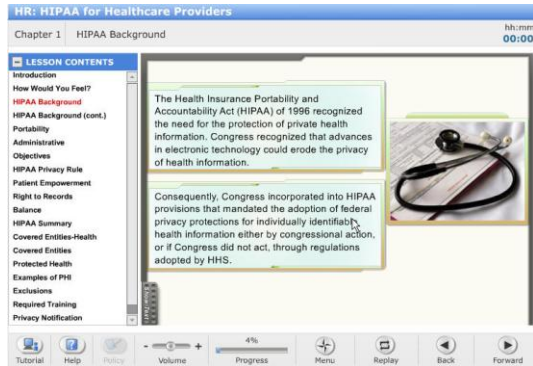 HR: HIPAA for Healthcare Providers
Chapter 1 HIPAA Background
hh:mm
00:00
LESSON CONTENTS
Introduction
How Would You Feel?
HIPAA Background
HIPAA Background (cont.)
Portability
Administrative
Objectives
HIPAA Privacy Rule
Patient Empowerment
Right to Records
Balance
HIPAA Summary
Covered Entities-Health
Covered Entities
Protected Health
Examples of PHI
Exclusions
Required Training
Privacy Notification
The Health Insurance Portability and
Accountability Act (HIPAA) of 1996 recognized
the need for the protection of private health
information. Congress recognized that advances
in electronic technology could erode the privacy
of health information.
Consequently, Congress incorporated into HIPAA
provisions that mandated the adoption of federal
privacy protections for individually identifiable
health information either by congressional action,
or if Congress did not act, through regulations
adopted by HHS.
Tutorial
Help
Policy
- +
Volume
4%
Progress
Menu
Replay
Back
Forward